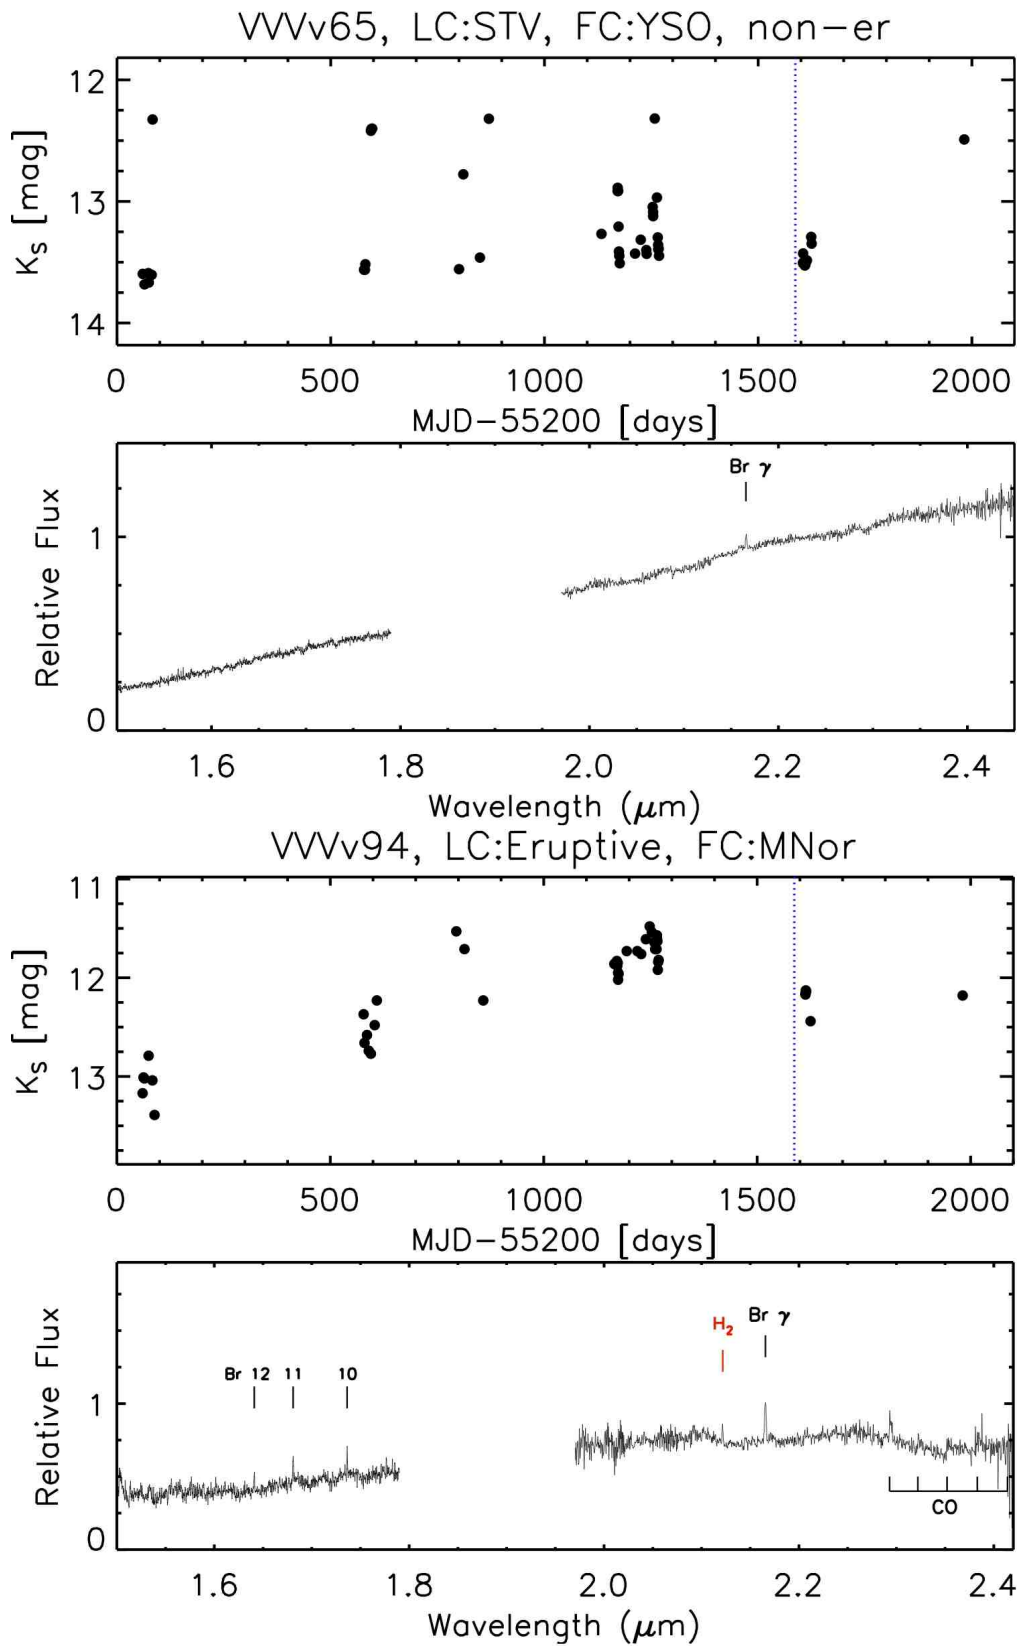 VVVv65, LC:STV, FC:YSO, non-er
12
13
14
Ks [mag]
0 500 1000 1500 2000
MJD-55200 [days]
Br γ
1
0
Relative Flux
1.6 1.8 2.0 2.2 2.4
Wavelength (μm)
VVVv94, LC:Eruptive, FC:MNor
11
12
13
Ks [mag]
0 500 1000 1500 2000
MJD-55200 [days]
H2 Br γ
Br 12 11 10
1
0
Relative Flux
CO
1.6 1.8 2.0 2.2 2.4
Wavelength (μm)